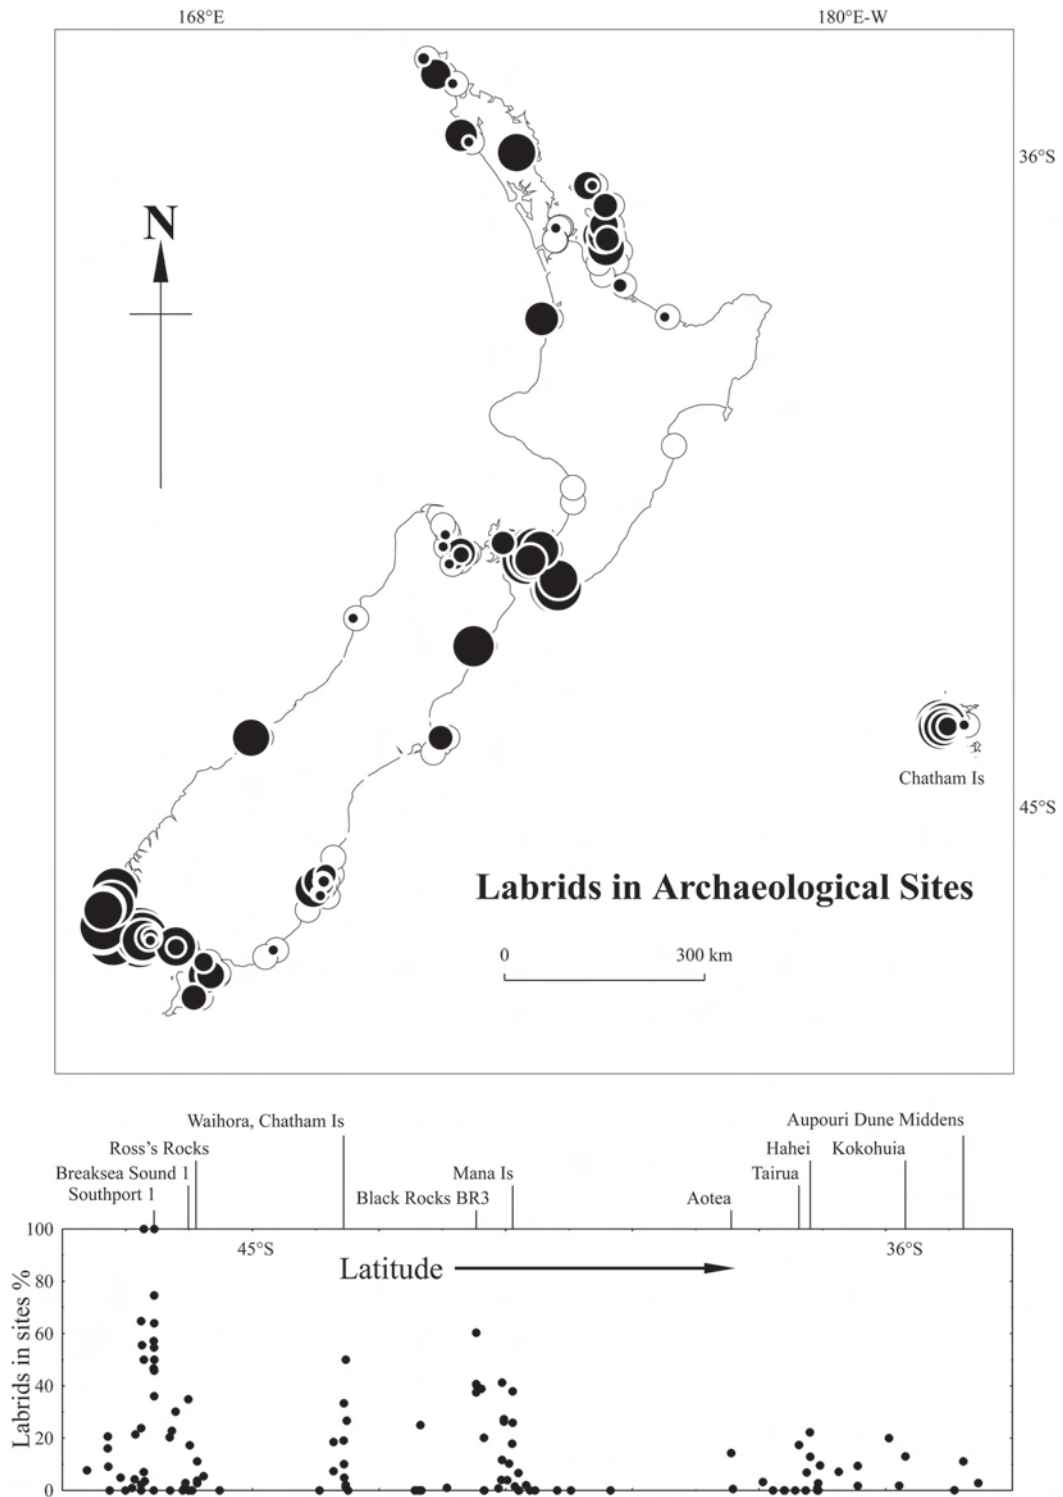 168°E
180°E-W
36°S
N
Chatham Is
45°S
Labrids in Archaeological Sites
0
300 km
Aupouri Dune Middens
Waihora, Chatham Is
Ross's Rocks
Hahei
Kokohuia
Breaksea Sound 1
Mana Is
Tairua
Southport 1
Black Rocks BR3
Aotea
100
45°S
36°S
Latitude
80
60
40
20
0
Labrids in sites %